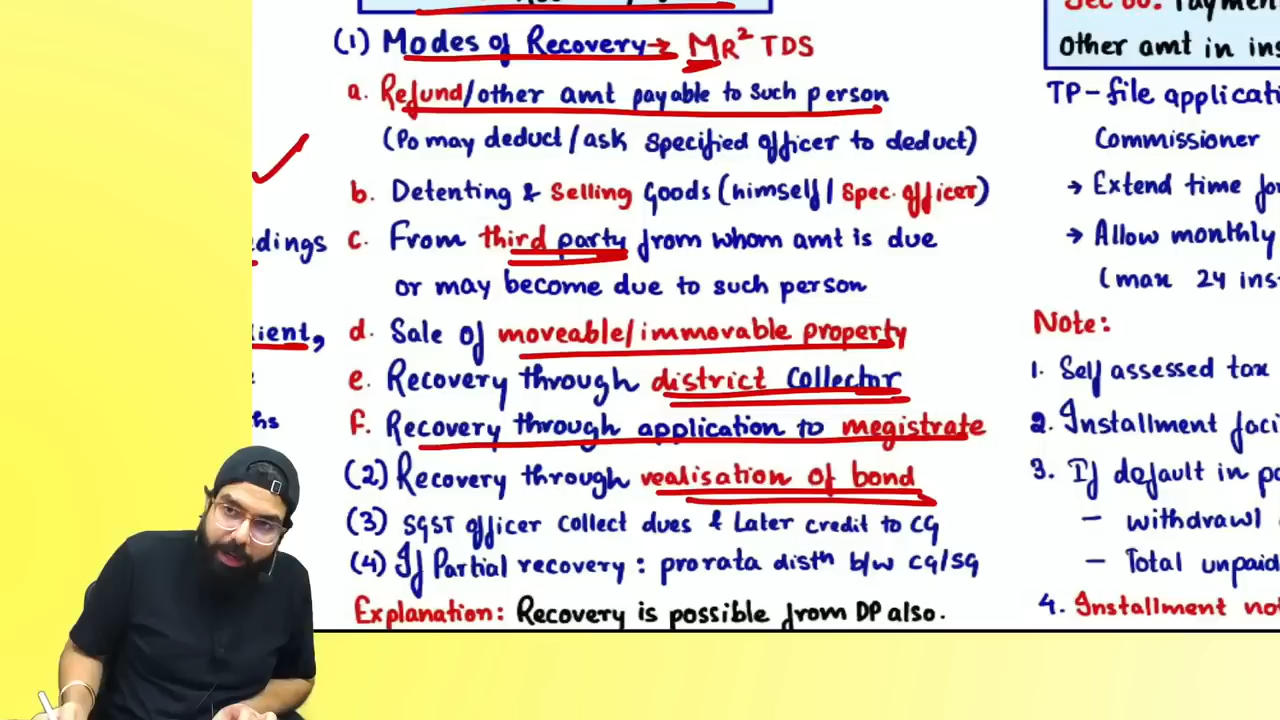 (1) Modes of Recovery → MR² TDS
a. Refund/other amt payable to such person
(Po may deduct/ask specified officer to deduct)
b. Detenting & Selling Goods (himself/Spec. officer)
edings
c. From third party from whom amt is due
or may become due to such person
ient,
d. Sale of moveable/immovable property
e. Recovery through district collector
hs
f. Recovery through application to megistrate
(2) Recovery through realisation of bond
(3) SGST officer collect dues & Later credit to CG
(4) If Partial recovery : prorata distn b/w CG/SG
Explanation: Recovery is possible from DP also.
Other amt in ins
TP-file applicati
Commissioner
→ Extend time for
→ Allow monthly
(max 24 ins
Note:
1. Self assessed tax
2. Installment faci
3. If default in pa
– withdrawl
– Total unpaid
4. Installment not